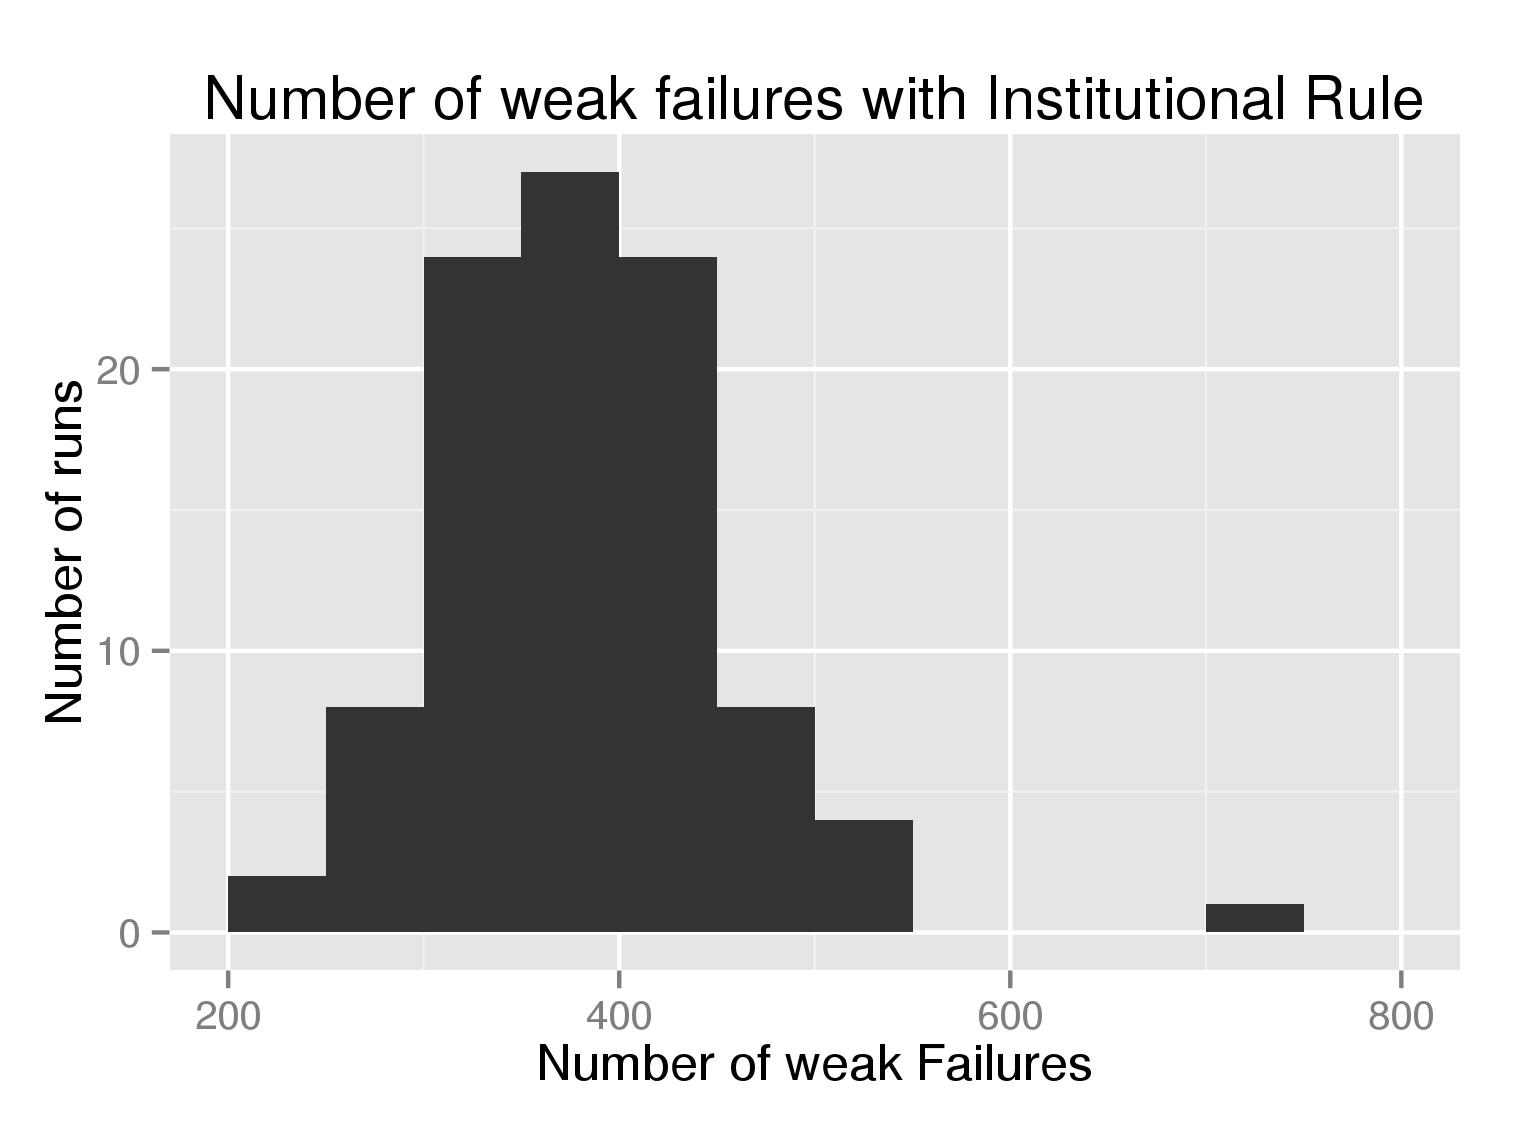 Number of weak failures with Institutional Rule
Number of runs
20
10
0
200 400 600 800
Number of weak Failures